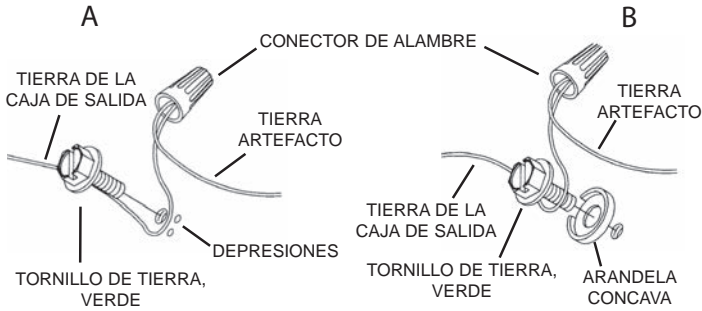 A
B
CONECTOR DE ALAMBRE
TIERRA DE LA
CAJA DE SALIDA
TIERRA
ARTEFACTO
DEPRESIONES
TORNILLO DE TIERRA,
VERDE
TIERRA
ARTEFACTO
TIERRA DE LA
CAJA DE SALIDA
TORNILLO DE TIERRA,
VERDE
ARANDELA
CONCAVA